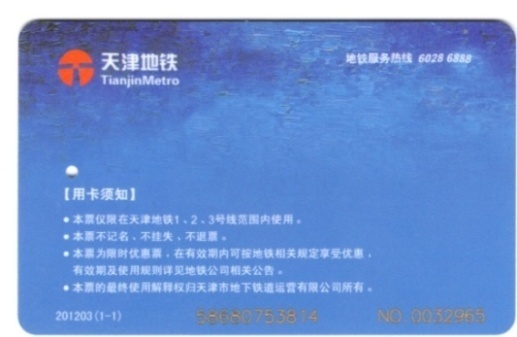 天津地铁
TianjinMetro
地铁服务热线 6028 6888
【用卡须知】
● 本票仅限在天津地铁1、2、3号线范围内使用。
● 本票不记名、不挂失、不退票。
● 本票为限时优惠票，在有效期内可按地铁相关规定享受优惠，
有效期及使用规则详见地铁公司相关公告。
● 本票的最终使用解释权归天津市地下铁道运营有限公司所有。
201203(1-1)
58680753814
NO.0032965